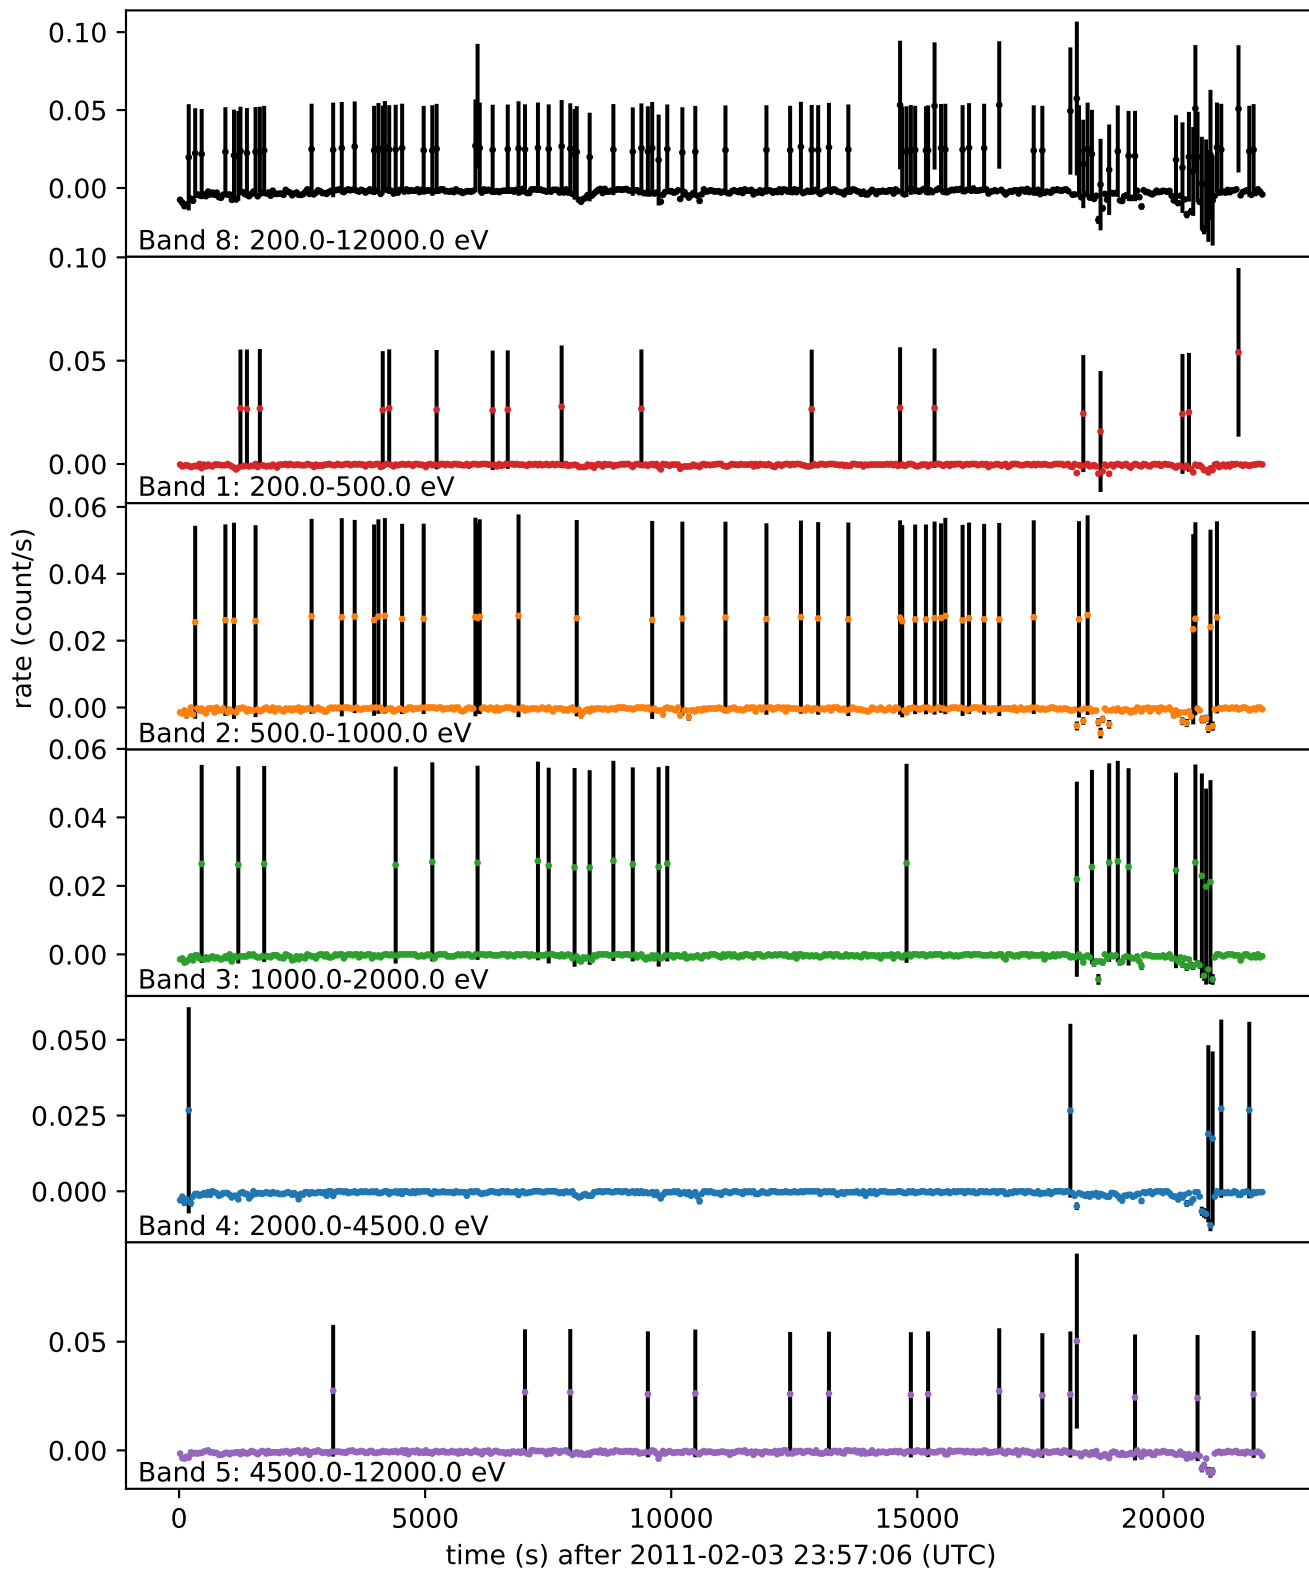 0.10
0.05
0.00
Band 8: 200.0-12000.0 eV
0.10
0.05
0.00
Band 1: 200.0-500.0 eV
0.06
0.04
0.02
0.00
Band 2: 500.0-1000.0 eV
rate (count/s)
0.06
0.04
0.02
0.00
Band 3: 1000.0-2000.0 eV
0.050
0.025
0.000
Band 4: 2000.0-4500.0 eV
0.05
0.00
Band 5: 4500.0-12000.0 eV
0 5000 10000 15000 20000
time (s) after 2011-02-03 23:57:06 (UTC)